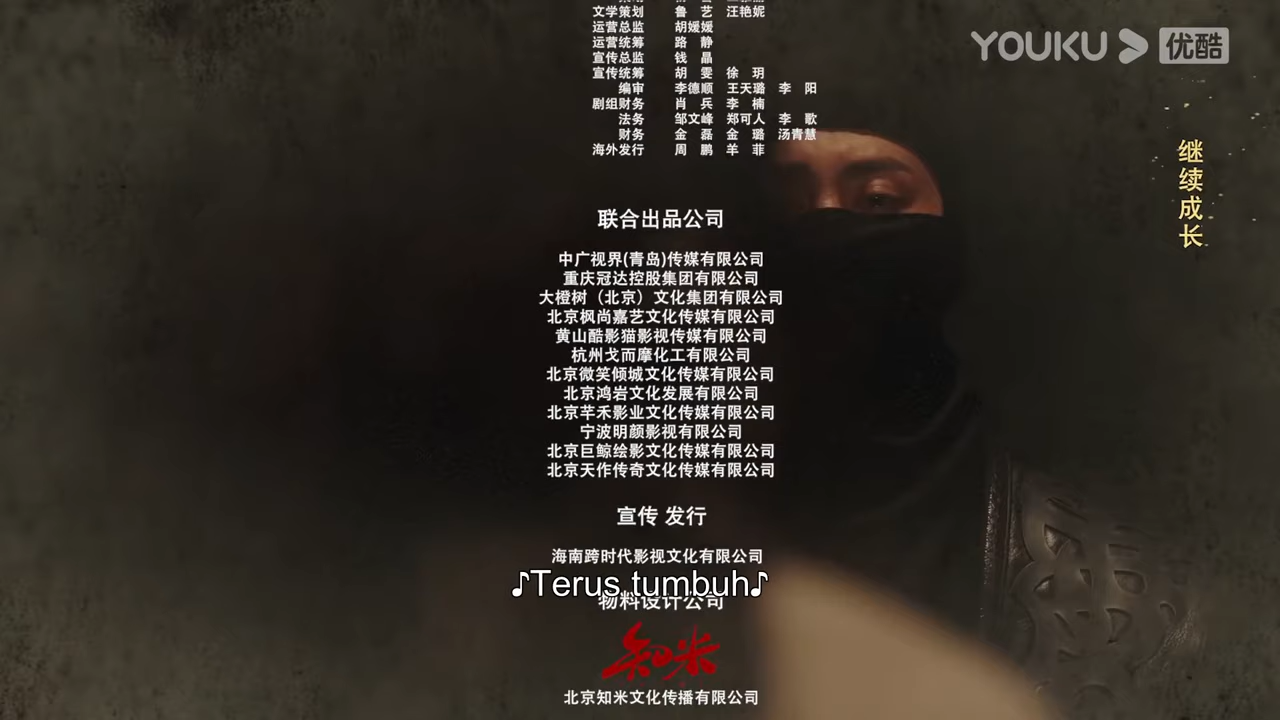 文学策划 鲁 艺 汪艳妮
运营总监 胡媛媛
运营统筹 路 静
宣传总监 钱 晶
宣传统筹 胡 雯 徐 玥
编审 李德顺 王天璐 李 阳
剧组财务 肖 兵 李 楠
法务 邹文峰 郑可人 李 歌
财务 金 磊 金 璐 汤青慧
海外发行 周 鹏 羊 菲
YOUKU 优酷
继续成长
联合出品公司
中广视界(青岛)传媒有限公司
重庆冠达控股集团有限公司
大橙树（北京）文化集团有限公司
北京枫尚嘉艺文化传媒有限公司
黄山酷影猫影视传媒有限公司
杭州戈而摩化工有限公司
北京微笑倾城文化传媒有限公司
北京鸿岩文化发展有限公司
北京芊禾影业文化传媒有限公司
宁波明颜影视有限公司
北京巨鲸绘影文化传媒有限公司
北京天作传奇文化传媒有限公司
宣传 发行
海南跨时代影视文化有限公司
♪Terus tumbuh♪
物料设计公司
知米
北京知米文化传播有限公司